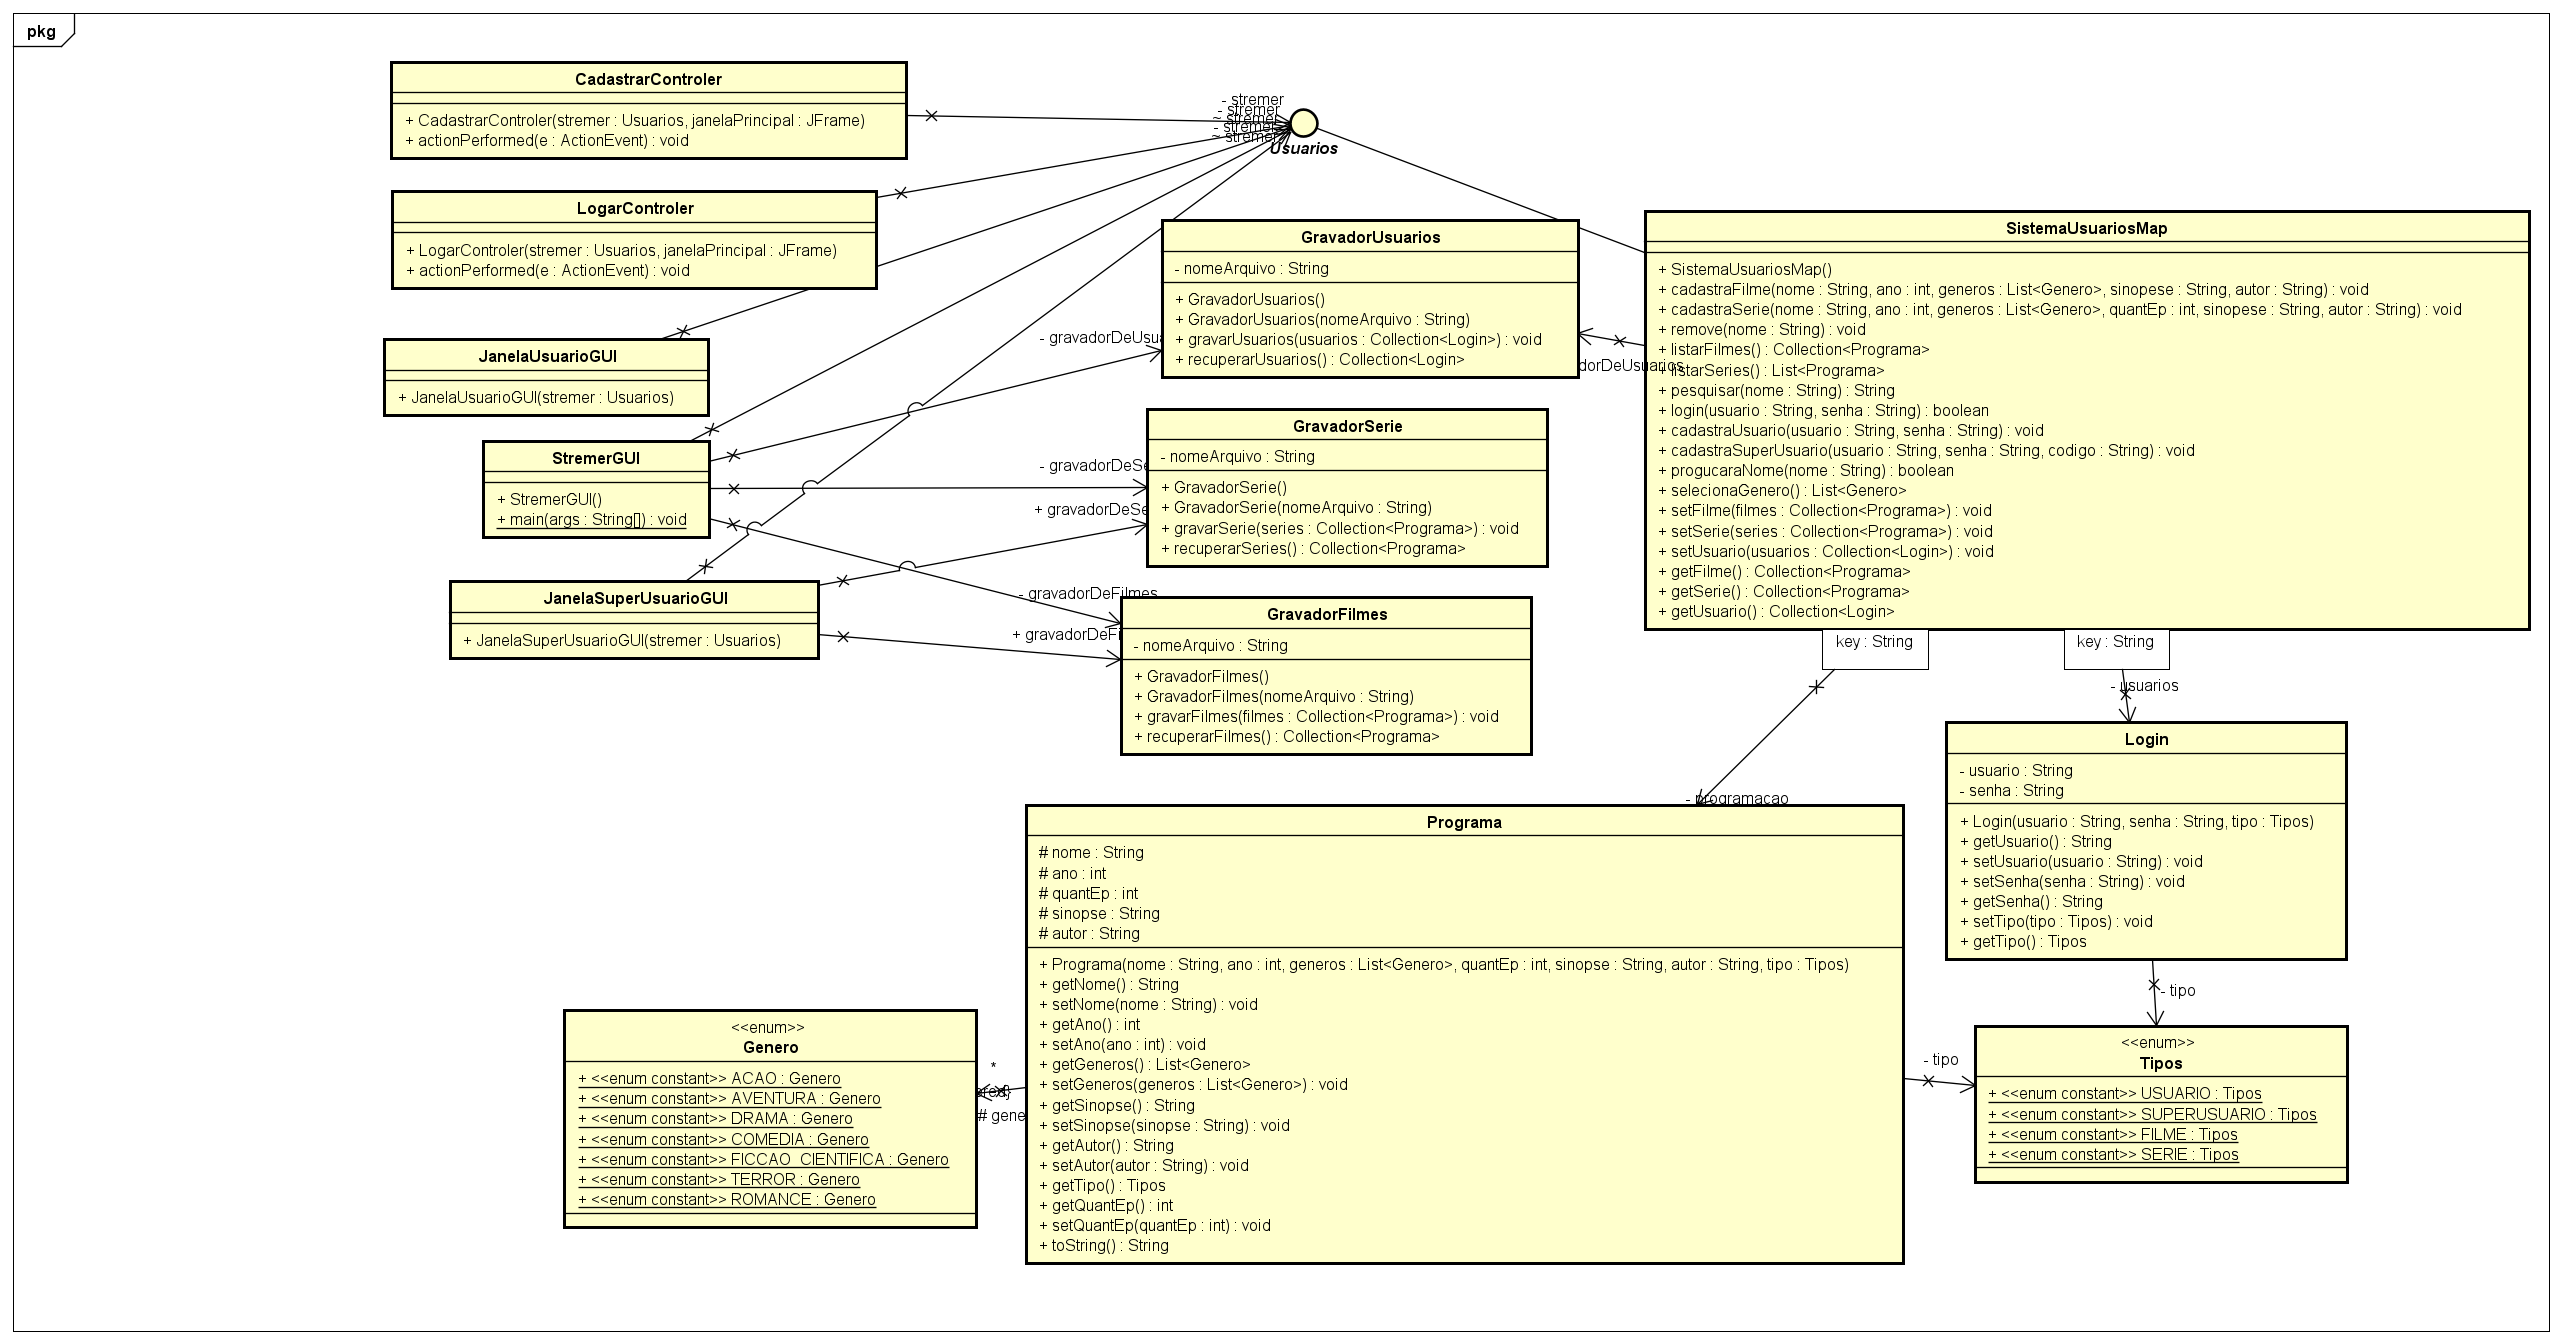 pkg
CadastrarControler
+ CadastrarControler(stremer : Usuarios, janelaPrincipal : JFrame)
+ actionPerformed(e : ActionEvent) : void
- stremer
- stremer
~ stremer
- stremer
~ stremer
Usuarios
LogarControler
+ LogarControler(stremer : Usuarios, janelaPrincipal : JFrame)
+ actionPerformed(e : ActionEvent) : void
JanelaUsuarioGUI
+ JanelaUsuarioGUI(stremer : Usuarios)
StremerGUI
+ StremerGUI()
+ main(args : String[]) : void
JanelaSuperUsuarioGUI
+ JanelaSuperUsuarioGUI(stremer : Usuarios)
GravadorUsuarios
- nomeArquivo : String
+ GravadorUsuarios()
+ GravadorUsuarios(nomeArquivo : String)
+ gravarUsuarios(usuarios : Collection<Login>) : void
+ recuperarUsuarios() : Collection<Login>
- gravadorDeUsua
dorDeUsuarios
GravadorSerie
- nomeArquivo : String
+ GravadorSerie()
+ GravadorSerie(nomeArquivo : String)
+ gravarSerie(series : Collection<Programa>) : void
+ recuperarSeries() : Collection<Programa>
- gravadorDeSe
+ gravadorDeSe
GravadorFilmes
- nomeArquivo : String
+ GravadorFilmes()
+ GravadorFilmes(nomeArquivo : String)
+ gravarFilmes(filmes : Collection<Programa>) : void
+ recuperarFilmes() : Collection<Programa>
- gravadorDeFilmes
+ gravadorDeFi
SistemaUsuariosMap
+ SistemaUsuariosMap()
+ cadastraFilme(nome : String, ano : int, generos : List<Genero>, sinopese : String, autor : String) : void
+ cadastraSerie(nome : String, ano : int, generos : List<Genero>, quantEp : int, sinopese : String, autor : String) : void
+ remove(nome : String) : void
+ listarFilmes() : Collection<Programa>
+ listarSeries() : List<Programa>
+ pesquisar(nome : String) : String
+ login(usuario : String, senha : String) : boolean
+ cadastraUsuario(usuario : String, senha : String) : void
+ cadastraSuperUsuario(usuario : String, senha : String, codigo : String) : void
+ progucaraNome(nome : String) : boolean
+ selecionaGenero() : List<Genero>
+ setFilme(filmes : Collection<Programa>) : void
+ setSerie(series : Collection<Programa>) : void
+ setUsuario(usuarios : Collection<Login>) : void
+ getFilme() : Collection<Programa>
+ getSerie() : Collection<Programa>
+ getUsuario() : Collection<Login>
key : String
key : String
- usuarios
- programacao
Login
- usuario : String
- senha : String
+ Login(usuario : String, senha : String, tipo : Tipos)
+ getUsuario() : String
+ setUsuario(usuario : String) : void
+ setSenha(senha : String) : void
+ getSenha() : String
+ setTipo(tipo : Tipos) : void
+ getTipo() : Tipos
- tipo
Programa
# nome : String
# ano : int
# quantEp : int
# sinopse : String
# autor : String
+ Programa(nome : String, ano : int, generos : List<Genero>, quantEp : int, sinopse : String, autor : String, tipo : Tipos)
+ getNome() : String
+ setNome(nome : String) : void
+ getAno() : int
+ setAno(ano : int) : void
+ getGeneros() : List<Genero>
+ setGeneros(generos : List<Genero>) : void
+ getSinopse() : String
+ setSinopse(sinopse : String) : void
+ getAutor() : String
+ setAutor(autor : String) : void
+ getTipo() : Tipos
+ getQuantEp() : int
+ setQuantEp(quantEp : int) : void
+ toString() : String
- tipo
*
# gene
<<enum>>
Genero
+ <<enum constant>> ACAO : Genero
+ <<enum constant>> AVENTURA : Genero
+ <<enum constant>> DRAMA : Genero
+ <<enum constant>> COMEDIA : Genero
+ <<enum constant>> FICCAO_CIENTIFICA : Genero
+ <<enum constant>> TERROR : Genero
+ <<enum constant>> ROMANCE : Genero
<<enum>>
Tipos
+ <<enum constant>> USUARIO : Tipos
+ <<enum constant>> SUPERUSUARIO : Tipos
+ <<enum constant>> FILME : Tipos
+ <<enum constant>> SERIE : Tipos